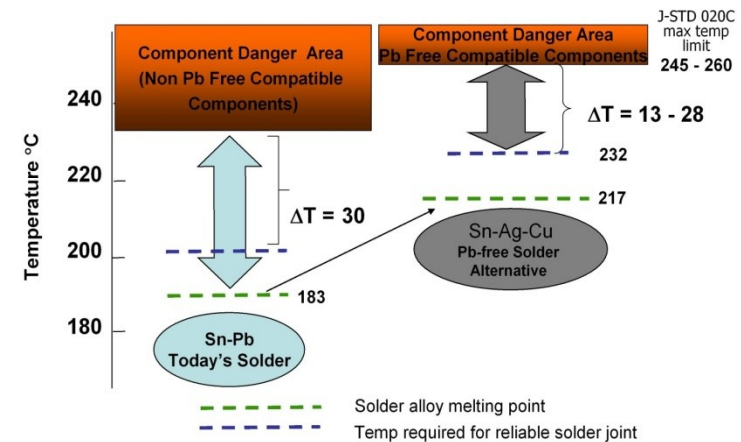 J-STD 020C
max temp
limit
245 - 260
Component Danger Area
(Non Pb Free Compatible
Components)
Component Danger Area
Pb Free Compatible Components
Temperature °C
240
220
200
180
ΔT = 30
ΔT = 13 - 28
232
217
183
Sn-Ag-Cu
Pb-free Solder
Alternative
Sn-Pb
Today's Solder
Solder alloy melting point
Temp required for reliable solder joint